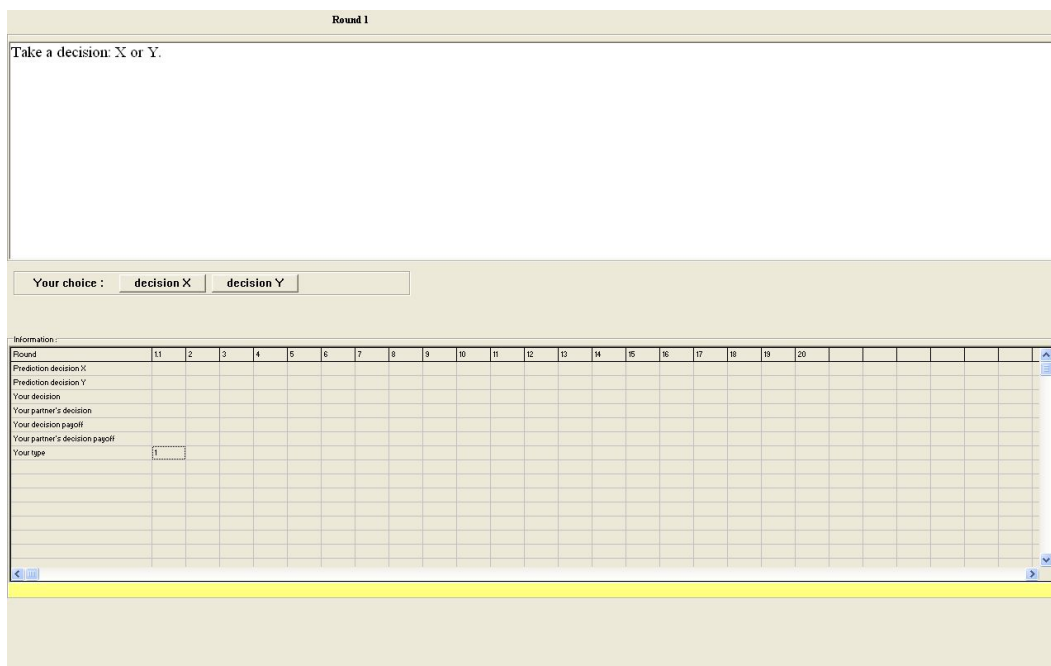 Round 1
Take a decision: X or Y.
Your choice : decision X decision Y
Information :
Round 1.1 2 3 4 5 6 7 8 9 10 11 12 13 14 15 16 17 18 19 20
Prediction decision X
Prediction decision Y
Your decision
Your partner's decision
Your decision payoff
Your partner's decision payoff
Your type 1